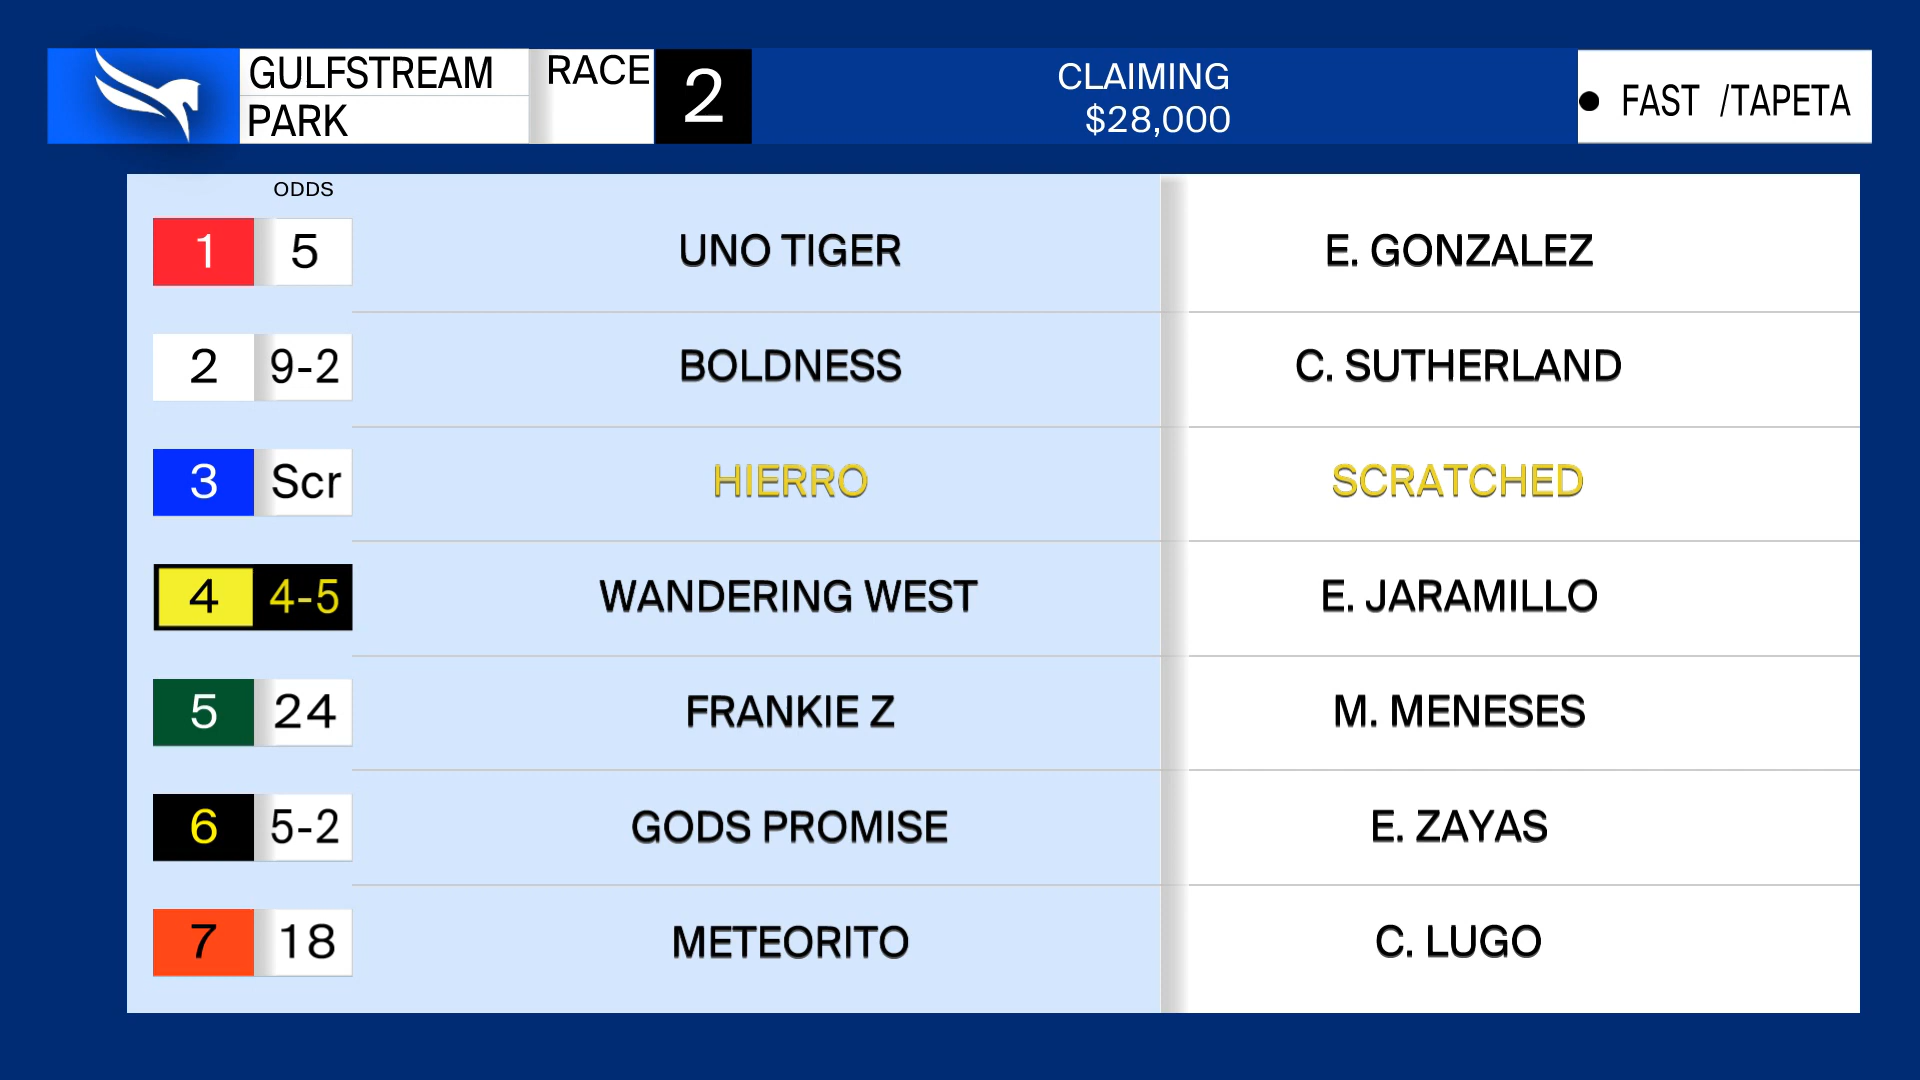 GULFSTREAM
PARK
RACE
2
CLAIMING
$28,000
• FAST /TAPETA
ODDS
1 5 UNO TIGER E. GONZALEZ
2 9-2 BOLDNESS C. SUTHERLAND
3 Scr HIERRO SCRATCHED
4 4-5 WANDERING WEST E. JARAMILLO
5 24 FRANKIE Z M. MENESES
6 5-2 GODS PROMISE E. ZAYAS
7 18 METEORITO C. LUGO